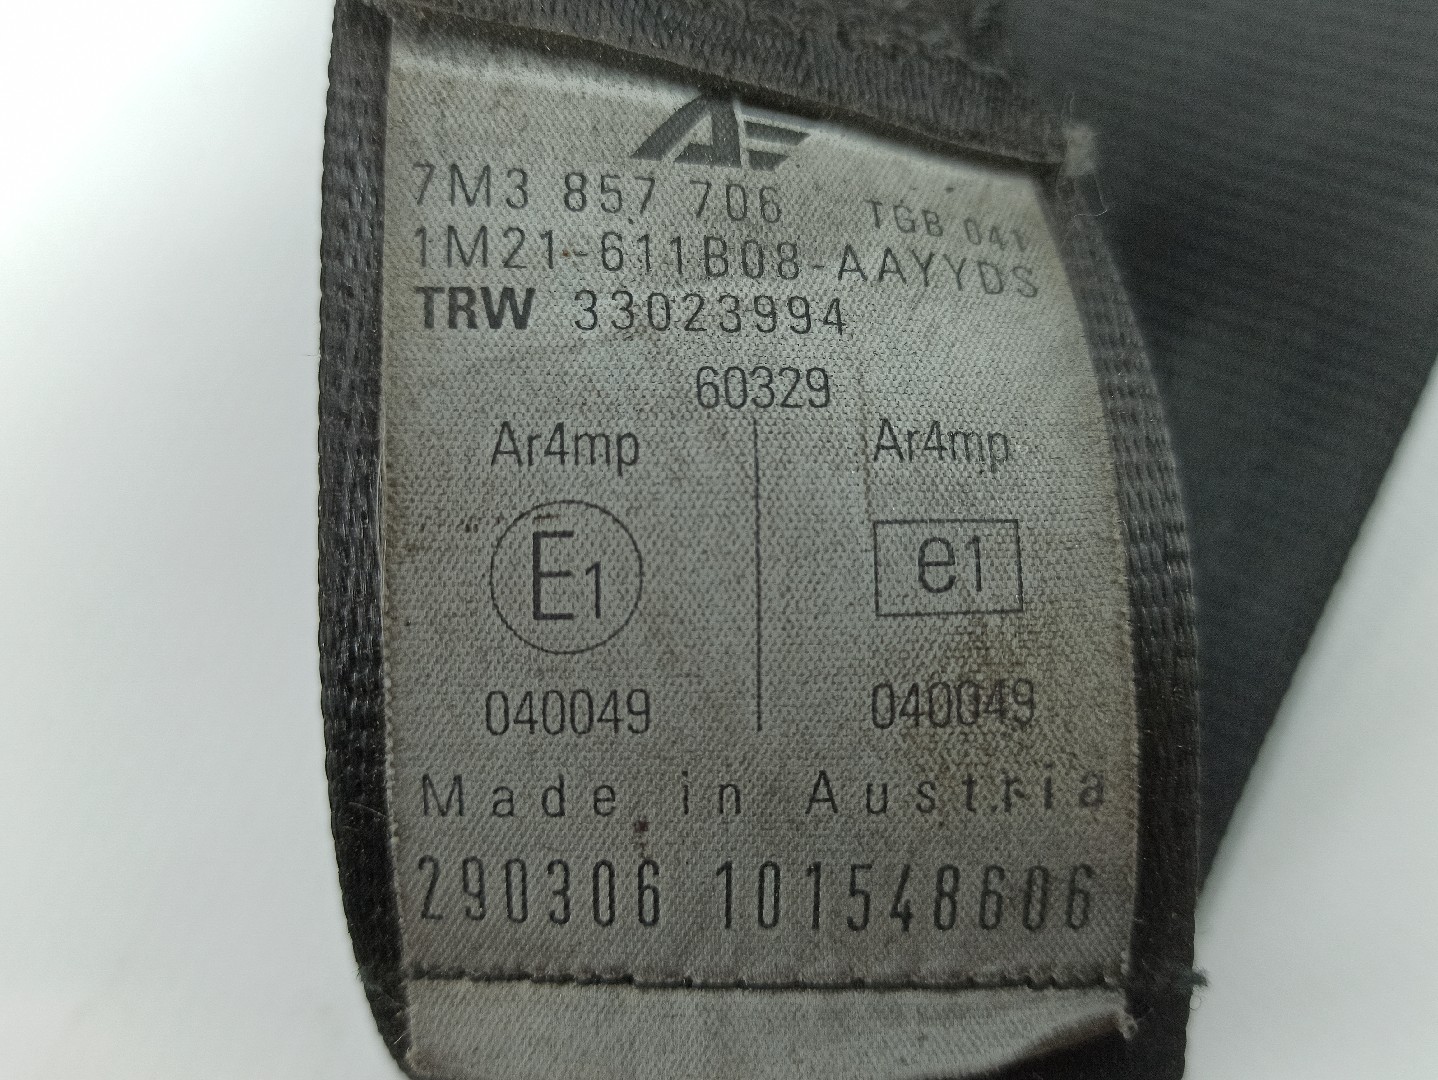 AE
7M3 857 706 TGB 041
1M21-611B08-AAYYDS
TRW 33023994
60329
Ar4mp Ar4mp
E1 e1
040049 040049
Made in Austria
290306 101548606